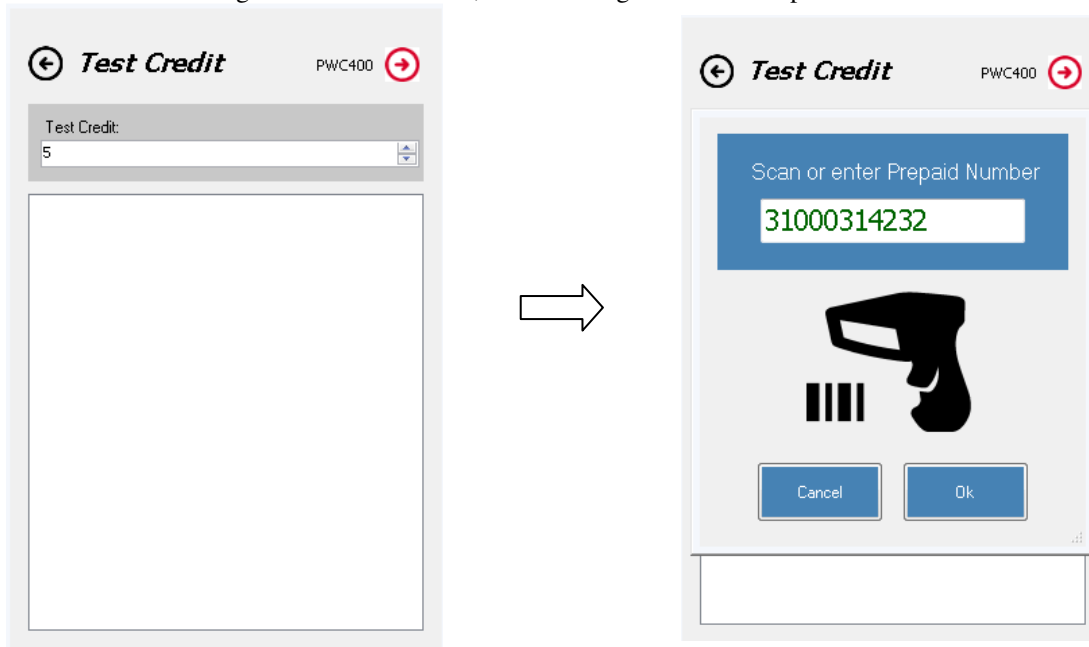 Test Credit
PWC400
Test Credit:
5
Test Credit
PWC400
Scan or enter Prepaid Number
31000314232
Cancel
Ok